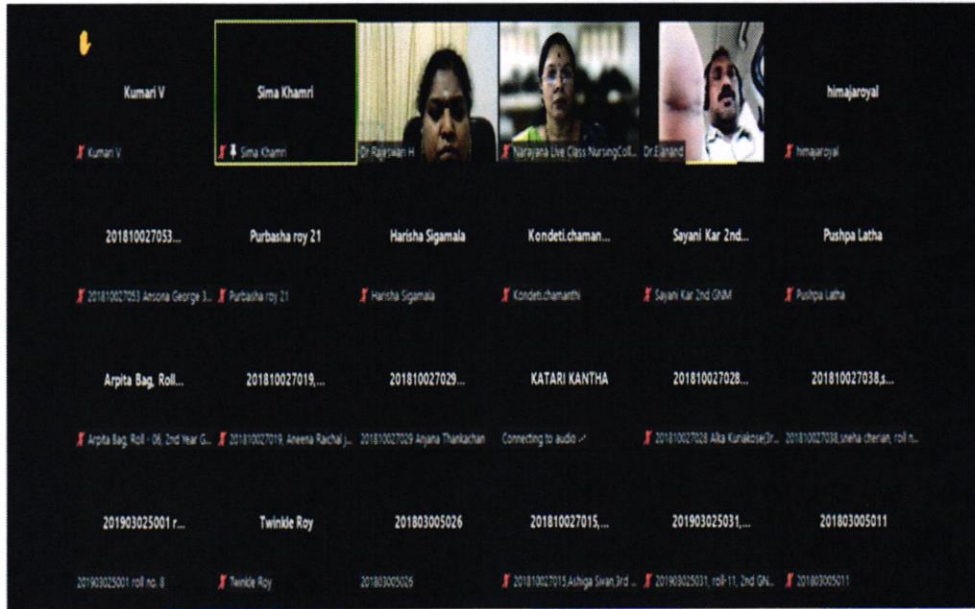 Kumari V
Sima Khamri
himajaroyal
Kumari V
Sima Khamri
Dr Rajeswari H
Narayana Live Class NursingColl...
Dr.E.anand
himajaroyal
201810027053...
Purbasha roy 21
Harisha Sigamala
Kondeti.chaman...
Sayani Kar 2nd...
Pushpa Latha
201810027053 Ansona George 3...
Purbasha roy 21
Harisha Sigamala
Kondeti.chamanthi
Sayani Kar 2nd GNM
Pushpa Latha
Arpita Bag, Roll...
201810027019,...
201810027029...
KATARI KANTHA
201810027028...
201810027038,s...
Arpita Bag, Roll - 06, 2nd Year G...
201810027019, Aneena Raichal j...
201810027029 Anjana Thankachan
Connecting to audio
201810027028 Alka Kuriakose(3r...
201810027038,sneha cherian, roll n...
201903025001 r...
Twinkle Roy
201803005026
201810027015,...
201903025031,...
201803005011
201903025001 roll no. 8
Twinkle Roy
201803005026
201810027015,Ashiga Sivan,3rd ...
201903025031, roll-11, 2nd GN...
201803005011